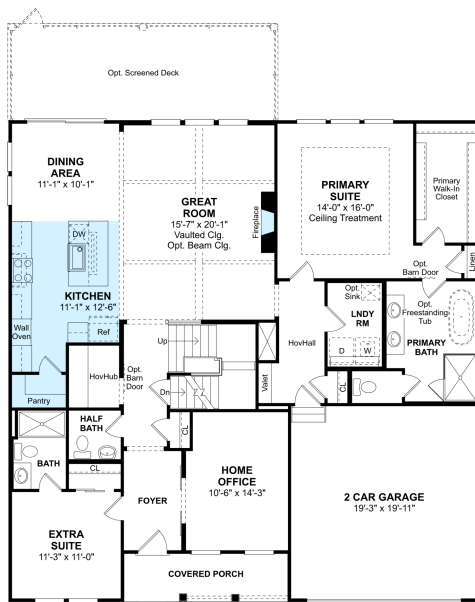 Opt. Screened Deck
DINING
AREA
11'-1" x 10'-1"
GREAT
ROOM
15'-7" x 20'-1"
Vaulted Clg.
Opt. Beam Clg.
Fireplace
PRIMARY
SUITE
14'-0" x 16'-0"
Ceiling Treatment
Primary
Walk-In
Closet
Linen
Opt.
Barn Door
DW
KITCHEN
11'-1" x 12'-6"
Wall
Oven
Ref
Pantry
HovHub
Opt.
Barn
Door
Up
Dn
HovHall
Valet
Opt.
Sink
LNDY
RM
D
W
CL
Opt.
Freestanding
Tub
PRIMARY
BATH
HALF
BATH
BATH
CL
CL
FOYER
HOME
OFFICE
10'-6" x 14'-3"
2 CAR GARAGE
19'-3" x 19'-11"
EXTRA
SUITE
11'-3" x 11'-0"
COVERED PORCH